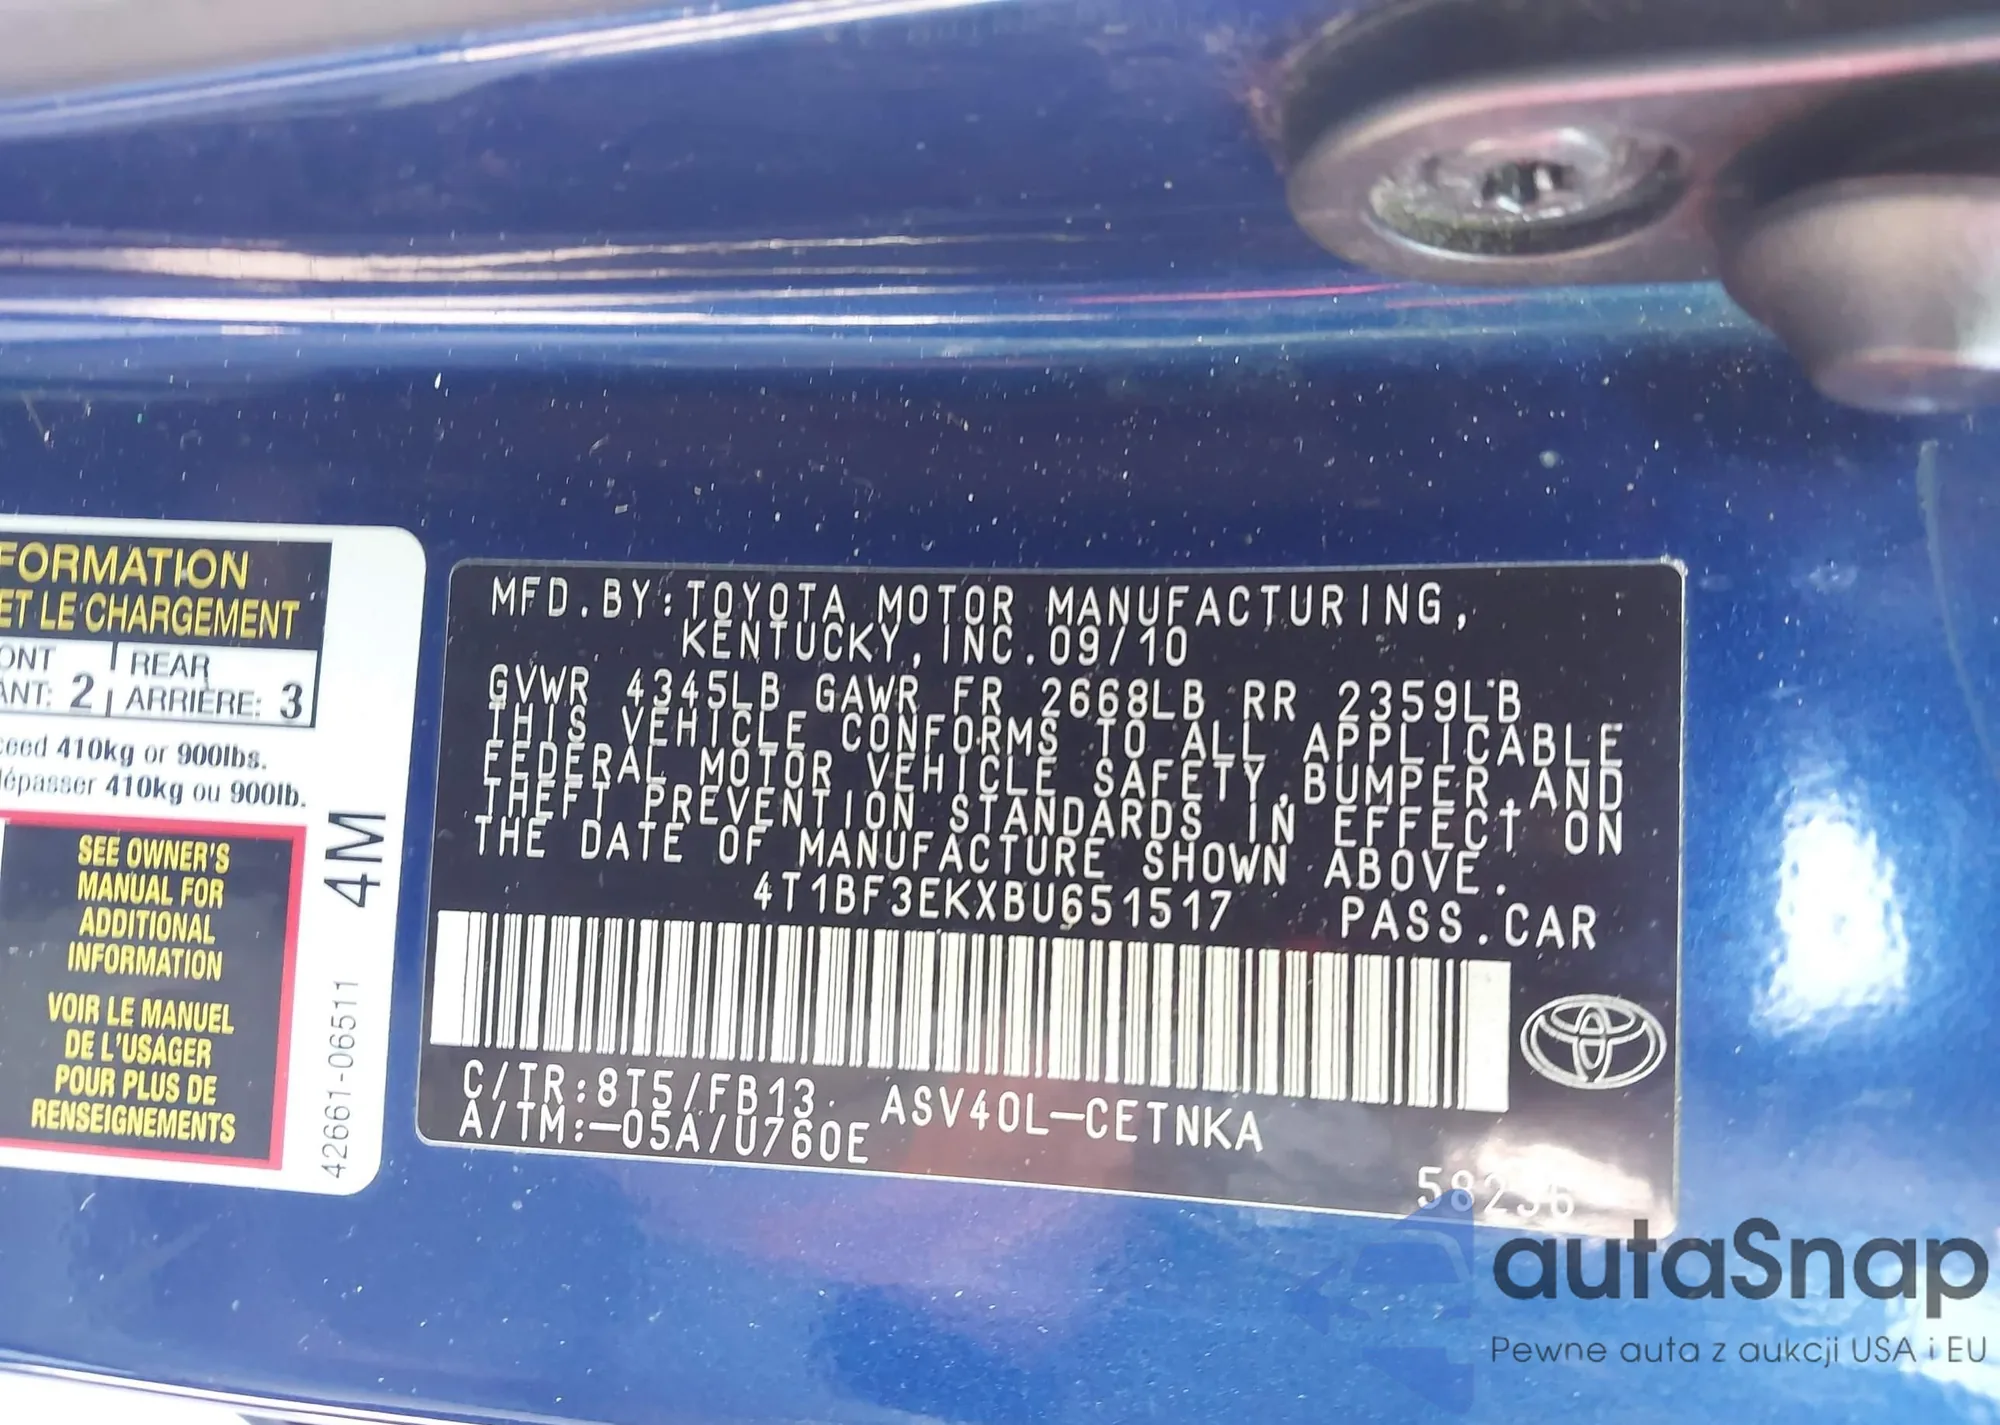 FORMATION
ET LE CHARGEMENT
ONT
ANT: 2
REAR
ARRIÈRE: 3
ceed 410kg or 900lbs.
dépasser 410kg ou 900lb.
SEE OWNER'S
MANUAL FOR
ADDITIONAL
INFORMATION
VOIR LE MANUEL
DE L'USAGER
POUR PLUS DE
RENSEIGNEMENTS
4M
42661-06511
MFD.BY:TOYOTA MOTOR MANUFACTURING,
KENTUCKY, INC.09/10
GVWR 4345LB GAWR FR 2668LB RR 2359LB
THIS VEHICLE CONFORMS TO ALL APPLICABLE
FEDERAL MOTOR VEHICLE SAFETY,BUMPER,AND
THEFT PREVENTION STANDARDS IN EFFECT ON
THE DATE OF MANUFACTURE SHOWN ABOVE.
4T1BF3EKXBU651517 PASS.CAR
C/TR:8T5/FB13 ASV40L-CETNKA
A/TM:-05A/U760E
58236
autaSnap
Pewne auta z aukcji USA i EU